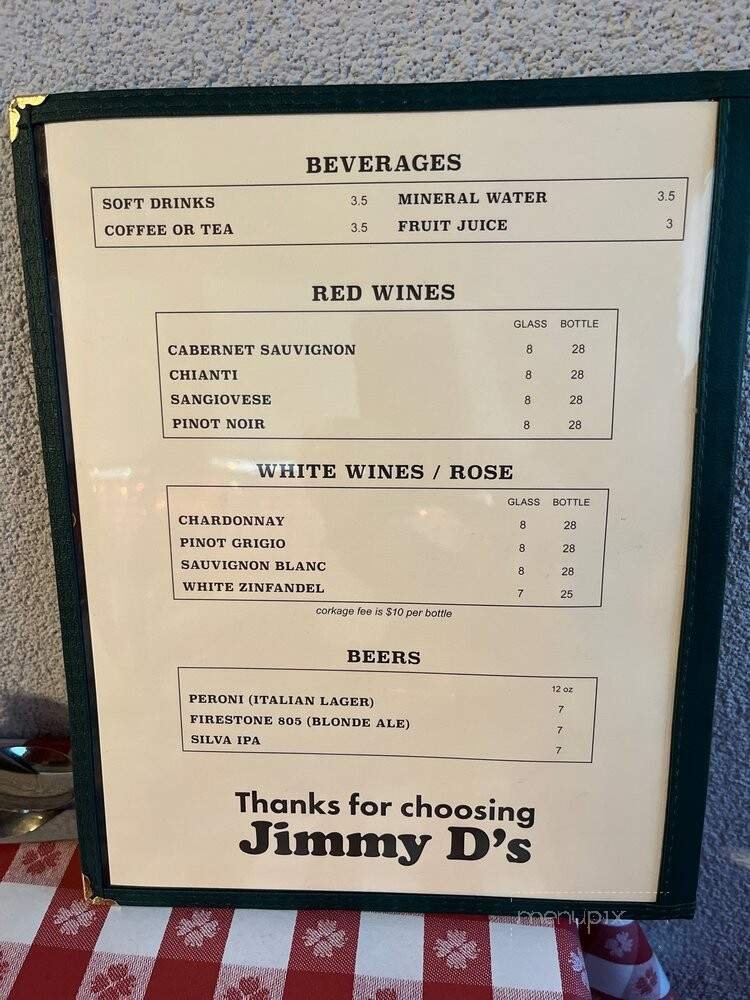 BEVERAGES
SOFT DRINKS 3.5 MINERAL WATER 3.5
COFFEE OR TEA 3.5 FRUIT JUICE 3
RED WINES
GLASS BOTTLE
CABERNET SAUVIGNON 8 28
CHIANTI 8 28
SANGIOVESE 8 28
PINOT NOIR 8 28
WHITE WINES / ROSE
GLASS BOTTLE
CHARDONNAY 8 28
PINOT GRIGIO 8 28
SAUVIGNON BLANC 8 28
WHITE ZINFANDEL 7 25
corkage fee is $10 per bottle
BEERS
12 oz
PERONI (ITALIAN LAGER) 7
FIRESTONE 805 (BLONDE ALE) 7
SILVA IPA 7
Thanks for choosing
Jimmy D's
menupix